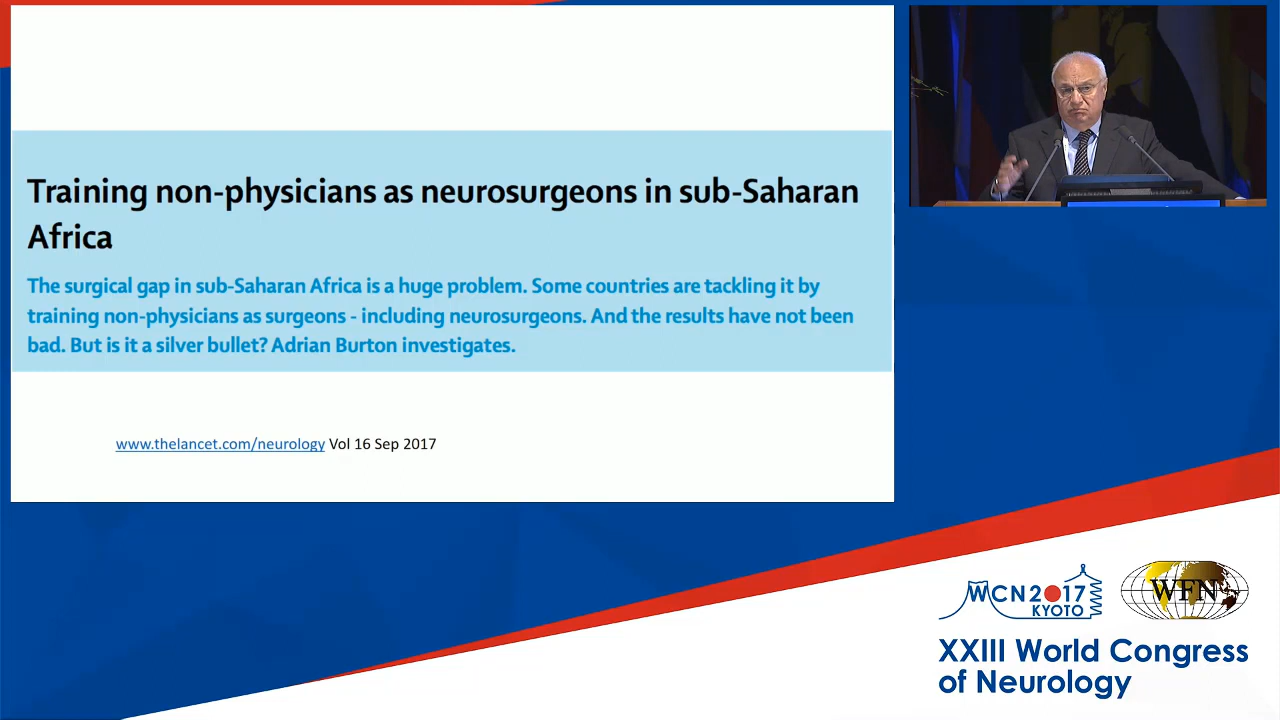 Training non-physicians as neurosurgeons in sub-Saharan
Africa
The surgical gap in sub-Saharan Africa is a huge problem. Some countries are tackling it by
training non-physicians as surgeons - including neurosurgeons. And the results have not been
bad. But is it a silver bullet? Adrian Burton investigates.
www.thelancet.com/neurology Vol 16 Sep 2017
WCN2017
KYOTO
WFN
XXIII World Congress
of Neurology